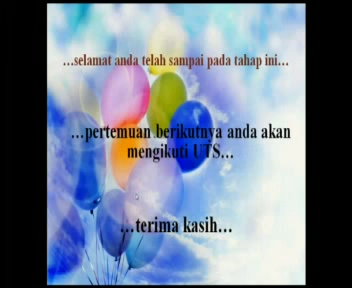 ...selamat anda telah sampai pada tahap ini...
...pertemuan berikutnya anda akan
mengikuti UTS...
...terima kasih...